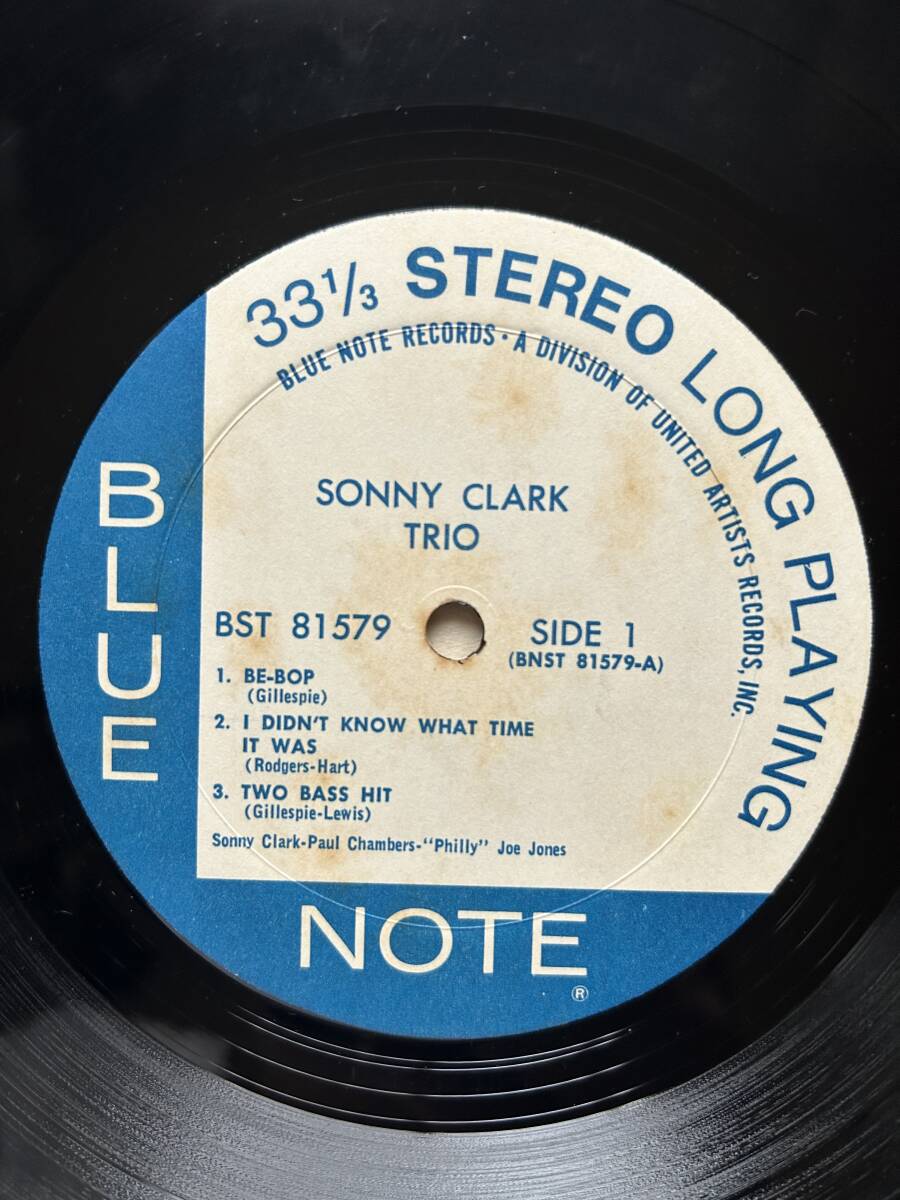 33⅓ STEREO LONG PLAYING
BLUE NOTE RECORDS • A DIVISION OF UNITED ARTISTS RECORDS, INC.
SONNY CLARK
TRIO
BST 81579
SIDE 1
(BNST 81579-A)
1. BE-BOP
(Gillespie)
2. I DIDN'T KNOW WHAT TIME
IT WAS
(Rodgers-Hart)
3. TWO BASS HIT
(Gillespie-Lewis)
Sonny Clark-Paul Chambers-"Philly" Joe Jones
BLUE
NOTE
®